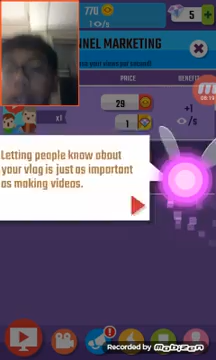 770
1 /s
5
NNEL MARKETING
PRICE
BENEFIT
x1
29
+1
1
/s
Letting people know about
your vlog is just as important
as making videos.
Recorded by Mobizen